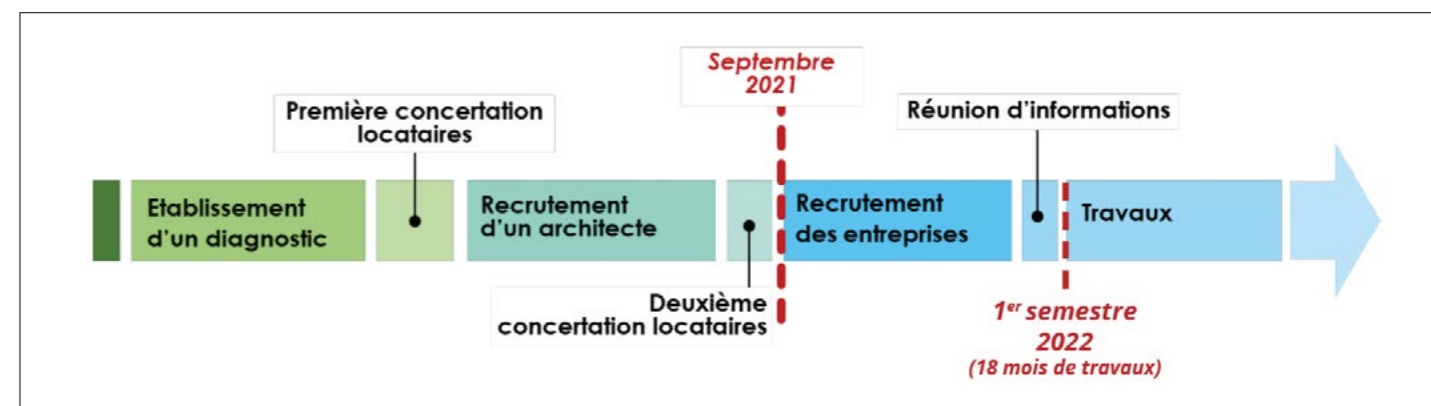 Septembre
2021
Première concertation
locataires
Réunion d'informations
Etablissement
d'un diagnostic
Recrutement
d'un architecte
Recrutement
des entreprises
Travaux
Deuxième
concertation locataires
1er semestre
2022
(18 mois de travaux)